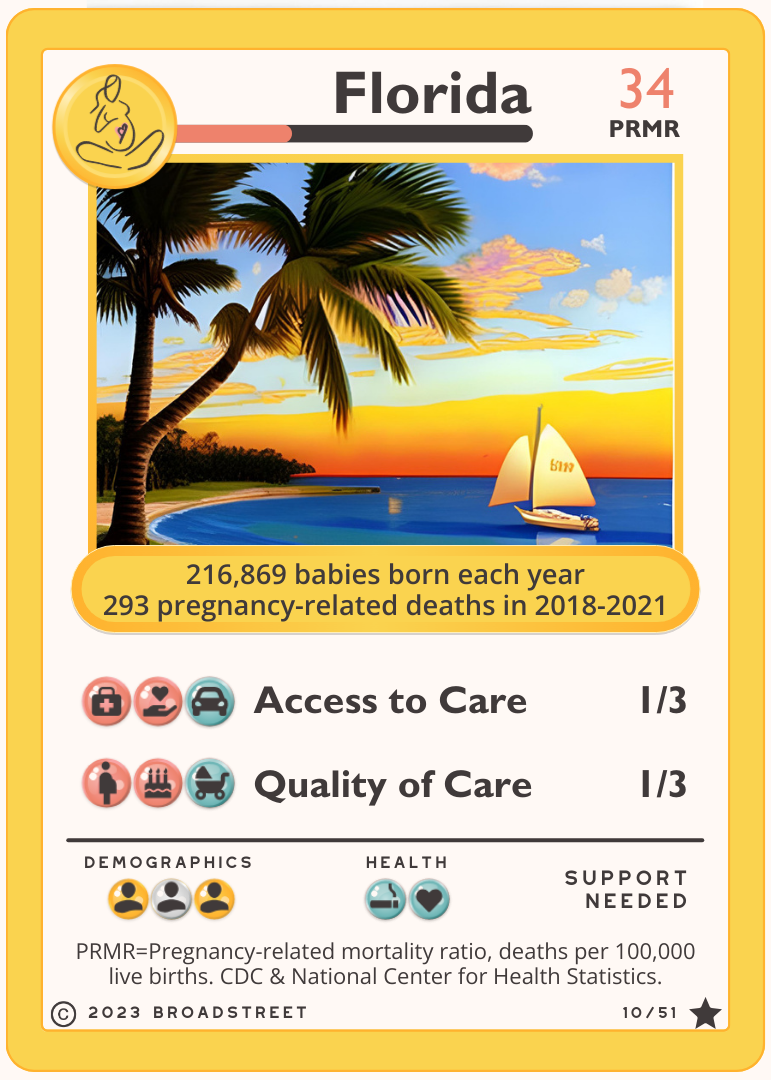 Florida
34
PRMR
216,869 babies born each year
293 pregnancy-related deaths in 2018-2021
Access to Care 1/3
Quality of Care 1/3
DEMOGRAPHICS
HEALTH
SUPPORT
NEEDED
PRMR=Pregnancy-related mortality ratio, deaths per 100,000
live births. CDC & National Center for Health Statistics.
© 2023 BROADSTREET
10/51